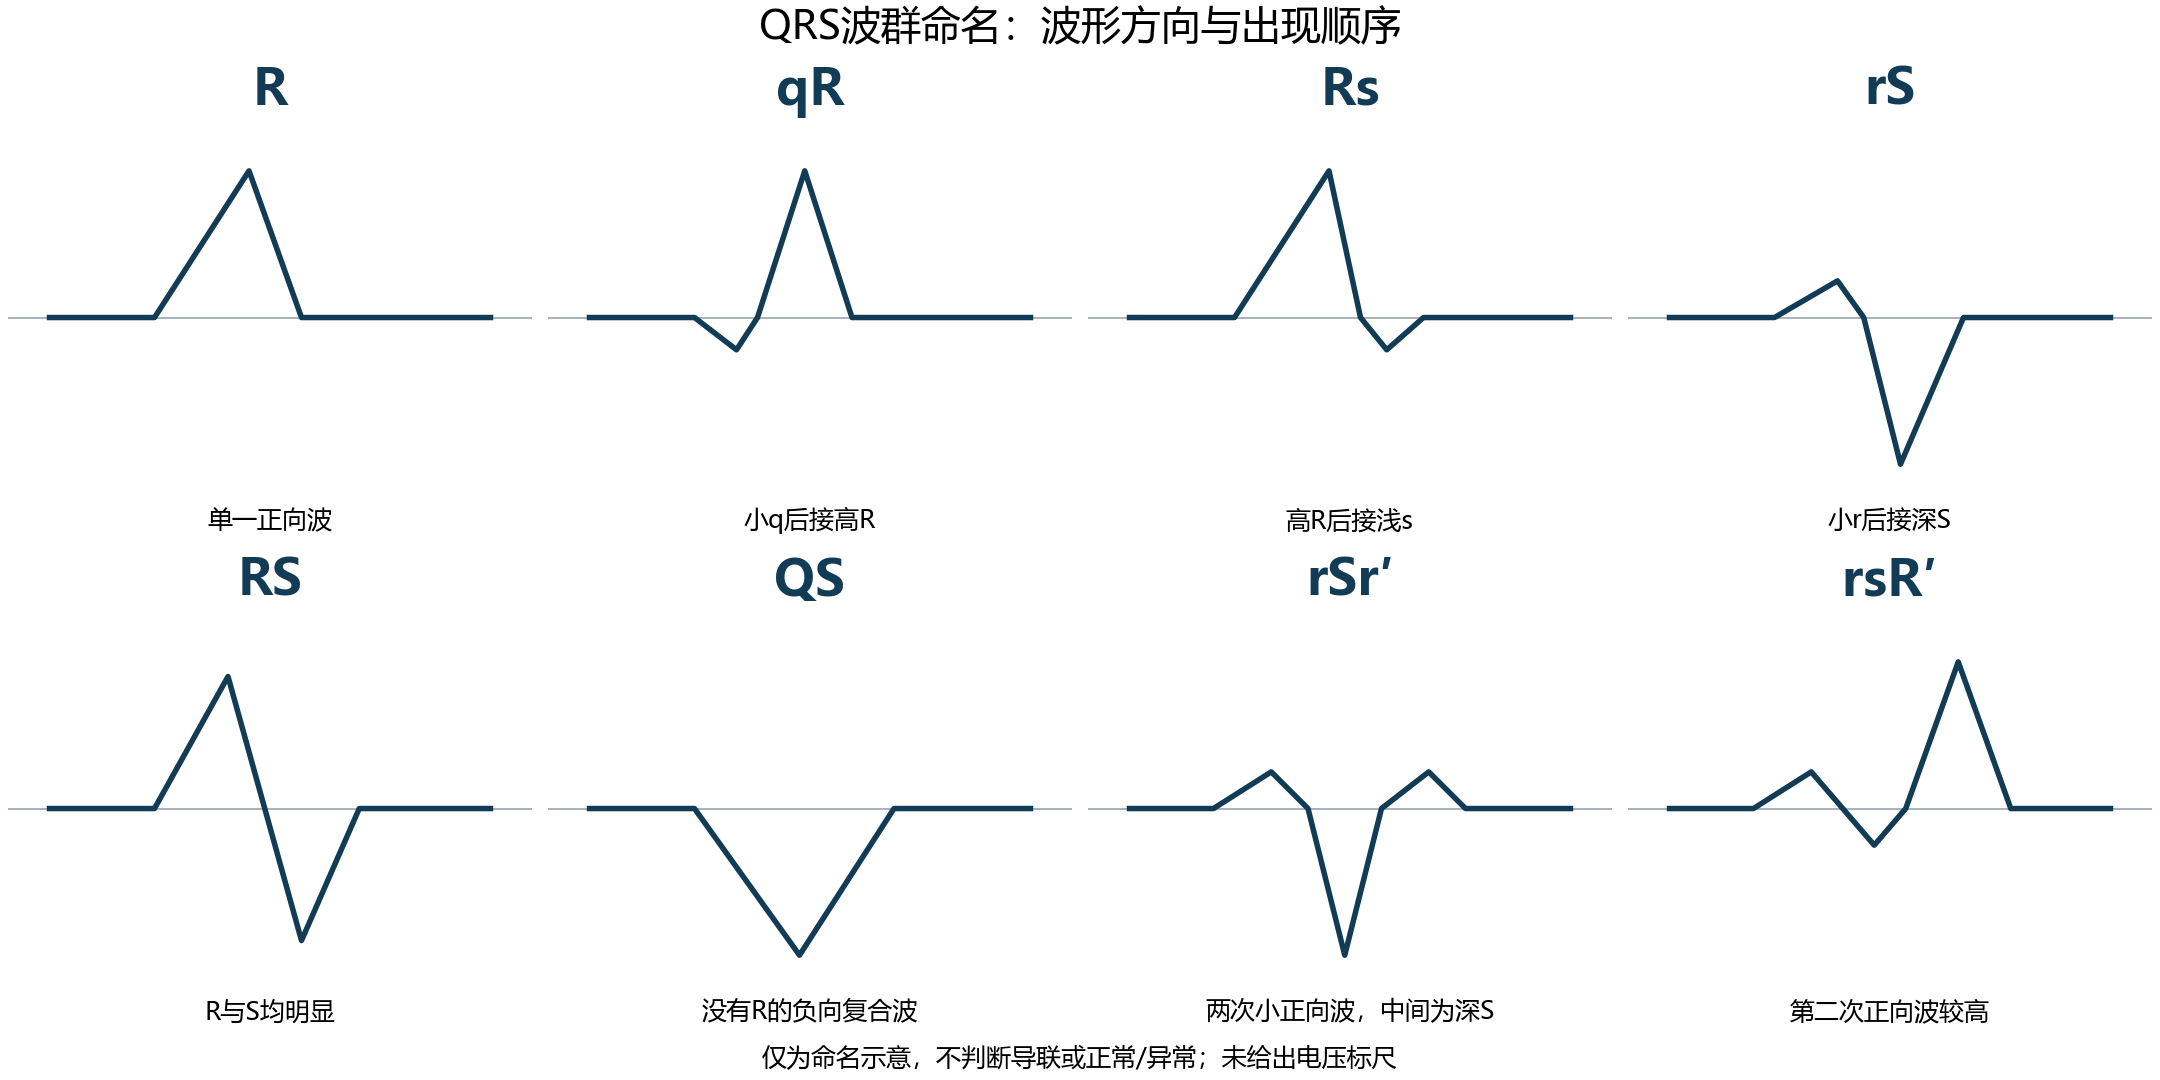 QRS波群命名：波形方向与出现顺序
R
qR
Rs
rS
单一正向波
小q后接高R
高R后接浅s
小r后接深S
RS
QS
rSr′
rsR′
R与S均明显
没有R的负向复合波
两次小正向波，中间为深S
第二次正向波较高
仅为命名示意，不判断导联或正常/异常；未给出电压标尺